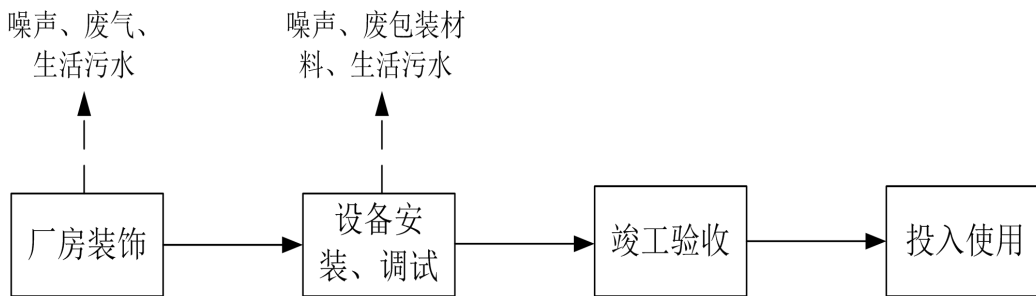 噪声、废气、
生活污水
噪声、废包装材
料、生活污水
厂房装饰
设备安
装、调试
竣工验收
投入使用